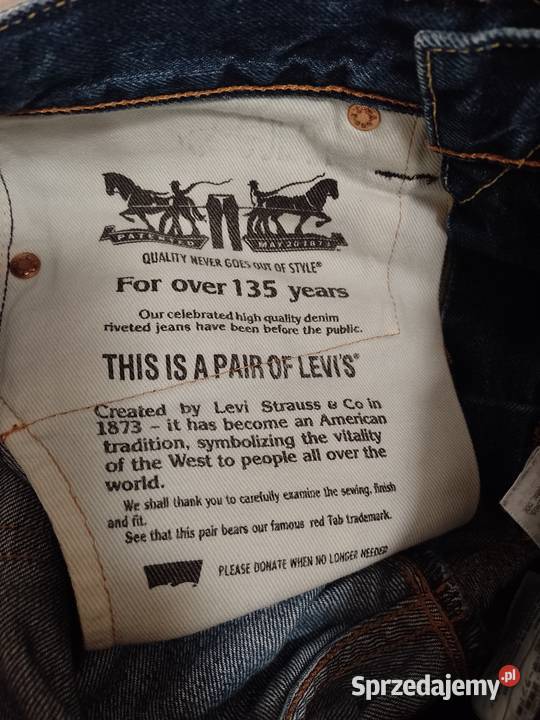 PATENTED MAY 20 1873
QUALITY NEVER GOES OUT OF STYLE®
For over 135 years
Our celebrated high quality denim
riveted jeans have been before the public.
THIS IS A PAIR OF LEVI'S®
Created by Levi Strauss & Co in
1873 – it has become an American
tradition, symbolizing the vitality
of the West to people all over the
world.
We shall thank you to carefully examine the sewing, finish
and fit.
See that this pair bears our famous red Tab trademark.
PLEASE DONATE WHEN NO LONGER NEEDED
Sprzedajemy.pl